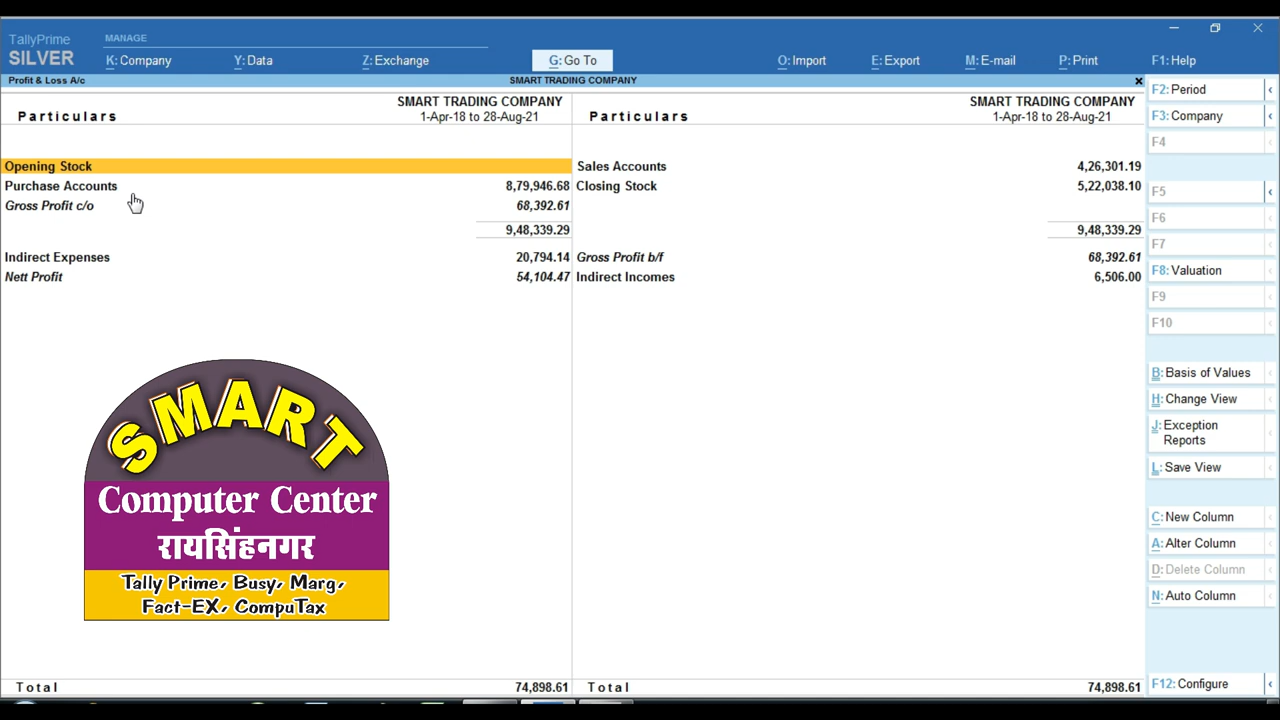 TallyPrime
SILVER
MANAGE
K: Company
Y: Data
Z: Exchange
G: Go To
O: Import
E: Export
M: E-mail
P: Print
F1: Help
Profit & Loss A/c
SMART TRADING COMPANY
Particulars
SMART TRADING COMPANY
1-Apr-18 to 28-Aug-21
Particulars
SMART TRADING COMPANY
1-Apr-18 to 28-Aug-21
Opening Stock
Sales Accounts 4,26,301.19
Purchase Accounts 8,79,946.68
Closing Stock 5,22,038.10
Gross Profit c/o 68,392.61
9,48,339.29
9,48,339.29
Indirect Expenses 20,794.14
Gross Profit b/f 68,392.61
Nett Profit 54,104.47
Indirect Incomes 6,506.00
SMART
Computer Center
रायसिंहनगर
Tally Prime, Busy, Marg,
Fact-EX, CompuTax
Total 74,898.61
Total 74,898.61
F2: Period
F3: Company
F4
F5
F6
F7
F8: Valuation
F9
F10
B: Basis of Values
H: Change View
J: Exception
Reports
L: Save View
C: New Column
A: Alter Column
D: Delete Column
N: Auto Column
F12: Configure